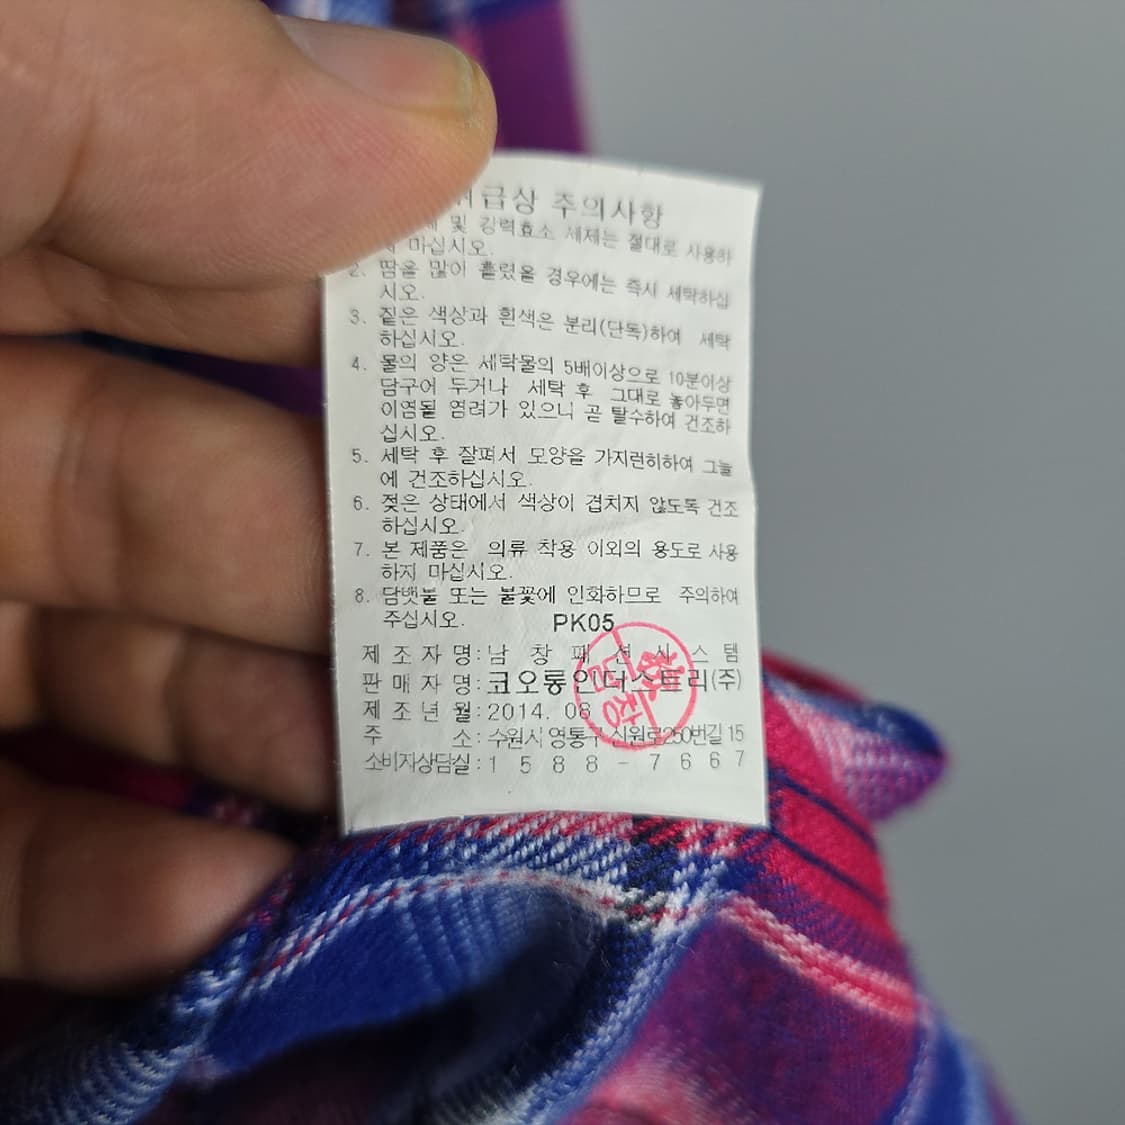 급상 주의사항
및 강력효소 세제는 절대로 사용하
마십시오.
2. 땀을 많이 흘렸을 경우에는 즉시 세탁하십
시오.
3. 짙은 색상과 흰색은 분리(단독)하여 세탁
하십시오.
4. 물의 양은 세탁물의 5배이상으로 10분이상
담구어 두거나 세탁 후 그대로 놓아두면
이염될 염려가 있으니 곧 탈수하여 건조하
십시오.
5. 세탁 후 잘펴서 모양을 가지런히하여 그늘
에 건조하십시오.
6. 젖은 상태에서 색상이 겹치지 않도록 건조
하십시오.
7. 본 제품은 의류 착용 이외의 용도로 사용
하지 마십시오.
8. 담뱃불 또는 불꽃에 인화하므로 주의하여
주십시오. PK05
제 조 자 명: 남 창 패 션 시 스 템
판 매 자 명: 코오롱인더스트리(주)
제 조 년 월: 2014. 08
주 소: 수원시 영통구 신원로250번길 15
소비자상담실: 1 5 8 8 - 7 6 6 7